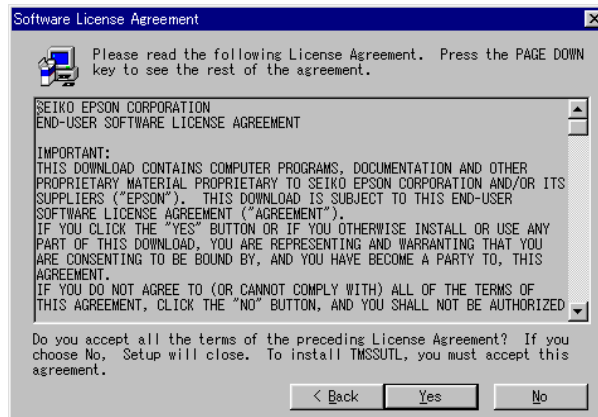 Software License Agreement
Please read the following License Agreement. Press the PAGE DOWN
key to see the rest of the agreement.
SEIKO EPSON CORPORATION
END-USER SOFTWARE LICENSE AGREEMENT
IMPORTANT:
THIS DOWNLOAD CONTAINS COMPUTER PROGRAMS, DOCUMENTATION AND OTHER
PROPRIETARY MATERIAL PROPRIETARY TO SEIKO EPSON CORPORATION AND/OR ITS
SUPPLIERS ("EPSON"). THIS DOWNLOAD IS SUBJECT TO THIS END-USER
SOFTWARE LICENSE AGREEMENT ("AGREEMENT").
IF YOU CLICK THE "YES" BUTTON OR IF YOU OTHERWISE INSTALL OR USE ANY
PART OF THIS DOWNLOAD, YOU ARE REPRESENTING AND WARRANTING THAT YOU
ARE CONSENTING TO BE BOUND BY, AND YOU HAVE BECOME A PARTY TO, THIS
AGREEMENT.
IF YOU DO NOT AGREE TO (OR CANNOT COMPLY WITH) ALL OF THE TERMS OF
THIS AGREEMENT, CLICK THE "NO" BUTTON, AND YOU SHALL NOT BE AUTHORIZED
Do you accept all the terms of the preceding License Agreement? If you
choose No, Setup will close. To install TMSSUTL, you must accept this
agreement.
< Back Yes No